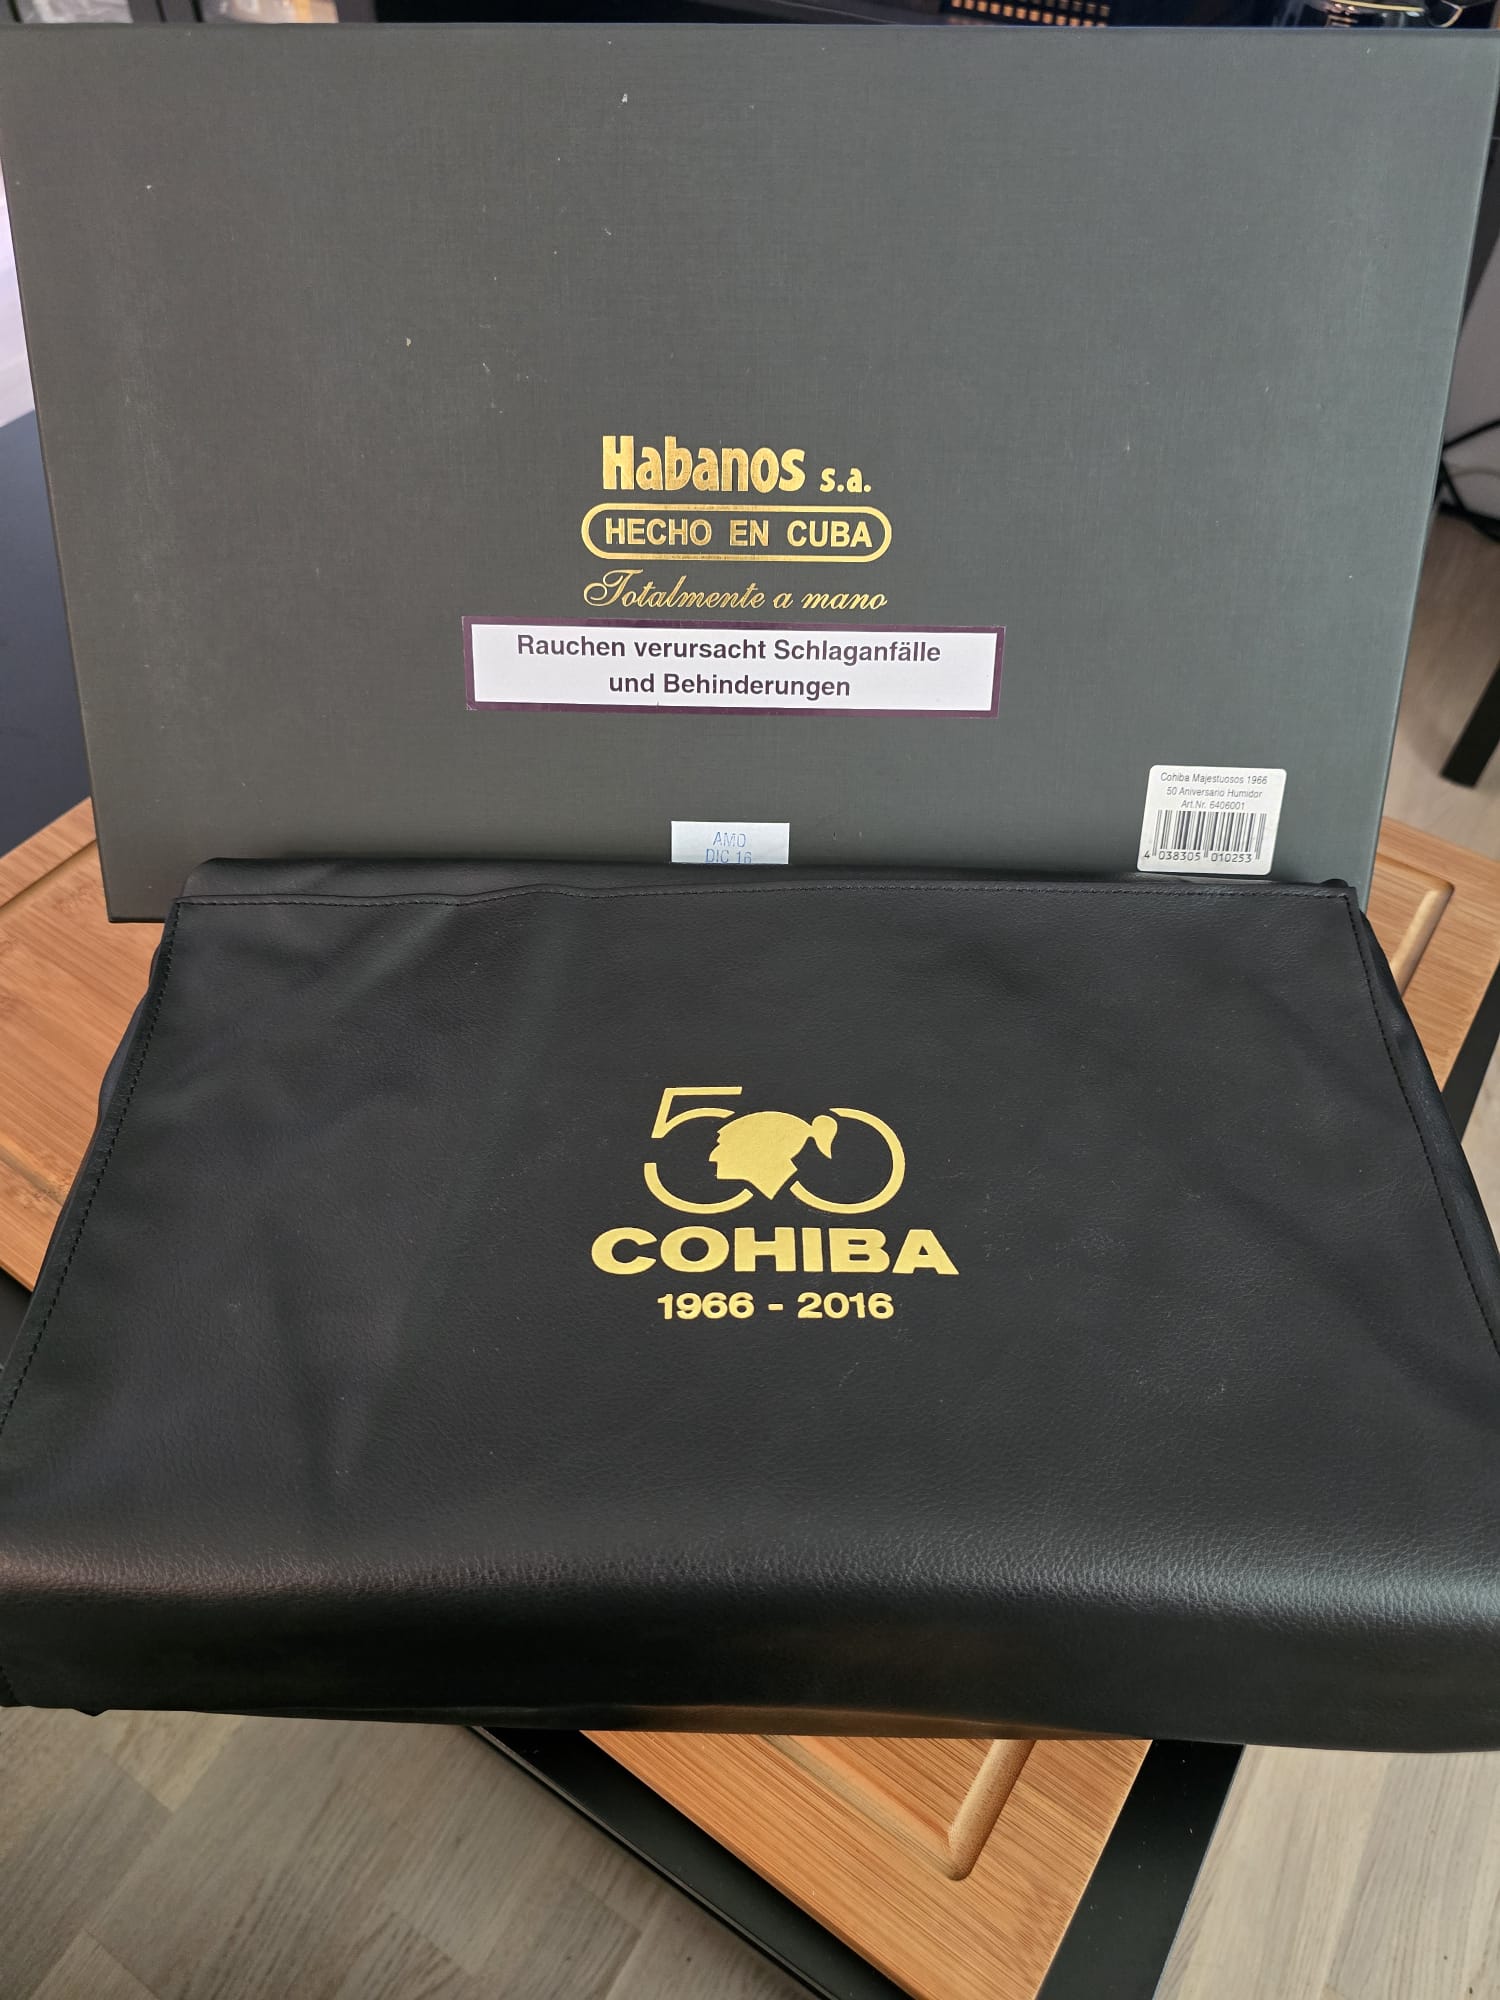 Habanos s.a.
HECHO EN CUBA
Totalmente a mano
Rauchen verursacht Schlaganfälle
und Behinderungen
Cohiba Majestuosos 1966
50 Aniversario Humidor
Art.Nr. 6406001
4 038305 010253
AMO
DIC 16
50
COHIBA
1966 - 2016